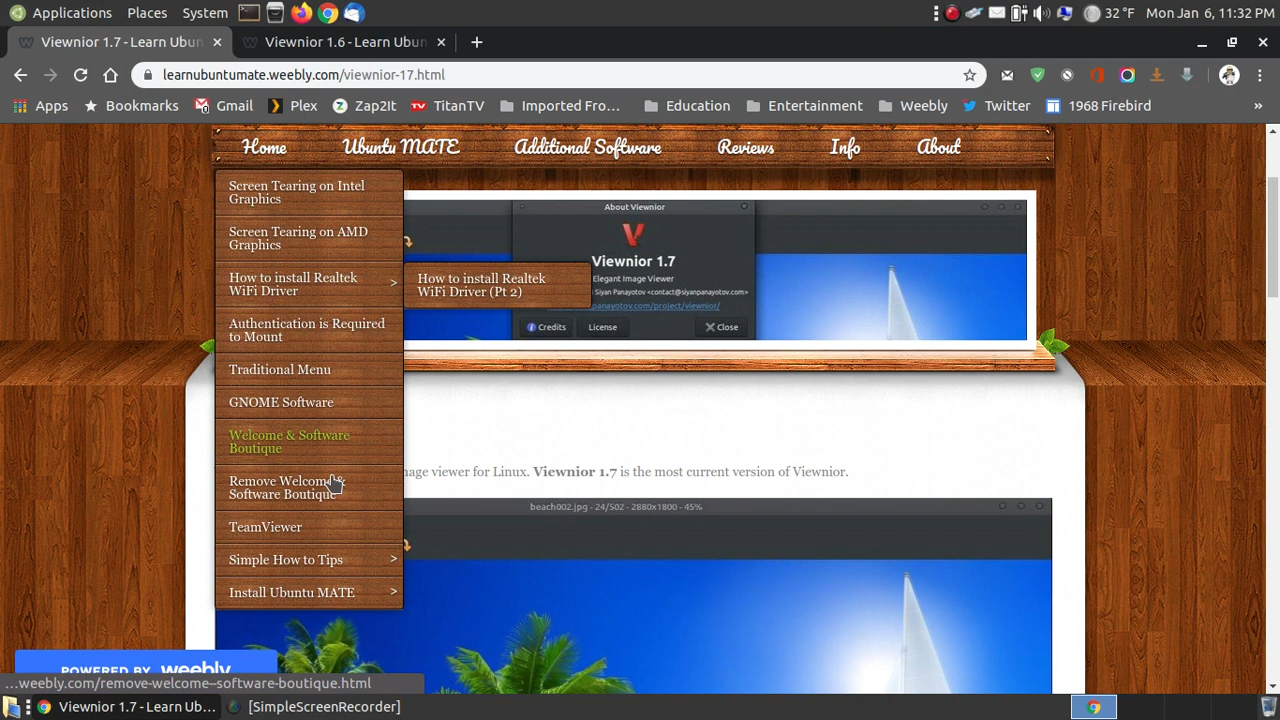 Applications Places System 32 °F Mon Jan 6, 11:32 PM
Viewnior 1.7 - Learn Ubun
Viewnior 1.6 - Learn Ubun
learnubuntumate.weebly.com/viewnior-17.html
Apps Bookmarks Gmail Plex Zap2It TitanTV Imported Fro... Education Entertainment Weebly Twitter 1968 Firebird »
Home Ubuntu MATE Additional Software Reviews Info About
Screen Tearing on Intel
Graphics
Screen Tearing on AMD
Graphics
How to install Realtek
WiFi Driver >
How to install Realtek
WiFi Driver (Pt 2)
Authentication is Required
to Mount
Traditional Menu
GNOME Software
Welcome & Software
Boutique
Remove Welcome &
Software Boutique
TeamViewer
Simple How to Tips >
Install Ubuntu MATE >
About Viewnior
Viewnior 1.7
Elegant Image Viewer
Siyan Panayotov <contact@siyanpanayotov.com>
panayotov.com/project/viewnior/
Credits License Close
age viewer for Linux. Viewnior 1.7 is the most current version of Viewnior.
beach002.jpg - 24/502 - 2880x1800 - 45%
POWERED BY weebly
...weebly.com/remove-welcome--software-boutique.html
Viewnior 1.7 - Learn Ub...
[SimpleScreenRecorder]